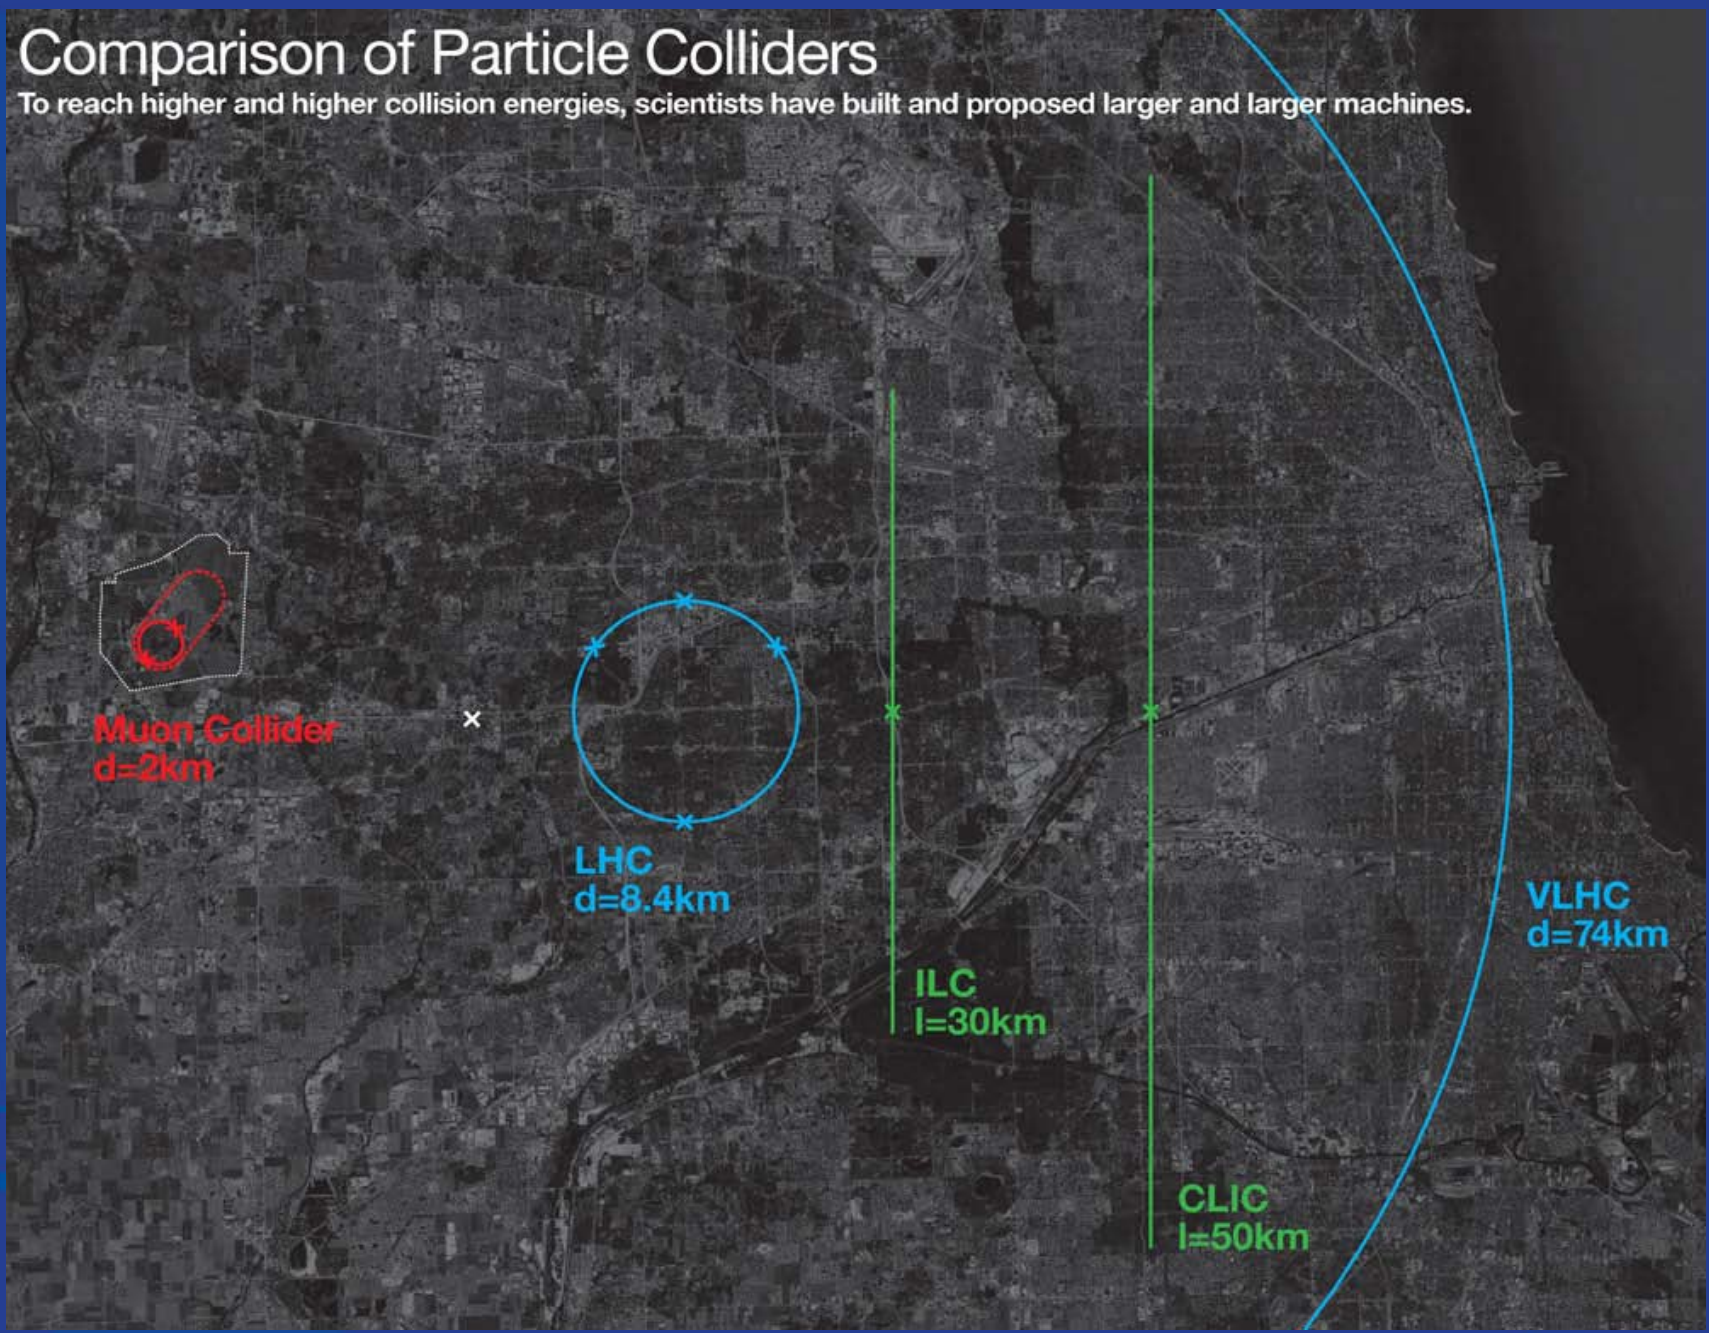 Comparison of Particle Colliders
To reach higher and higher collision energies, scientists have built and proposed larger and larger machines.
Muon Collider
d=2km
LHC
d=8.4km
ILC
l=30km
CLIC
l=50km
VLHC
d=74km